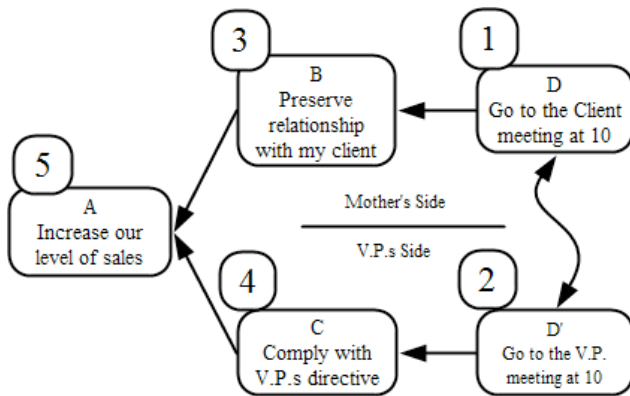 3
B
Preserve
relationship
with my client
1
D
Go to the Client
meeting at 10
5
A
Increase our
level of sales
Mother's Side
V.P.s Side
4
C
Comply with
V.P.s directive
2
D'
Go to the V.P.
meeting at 10